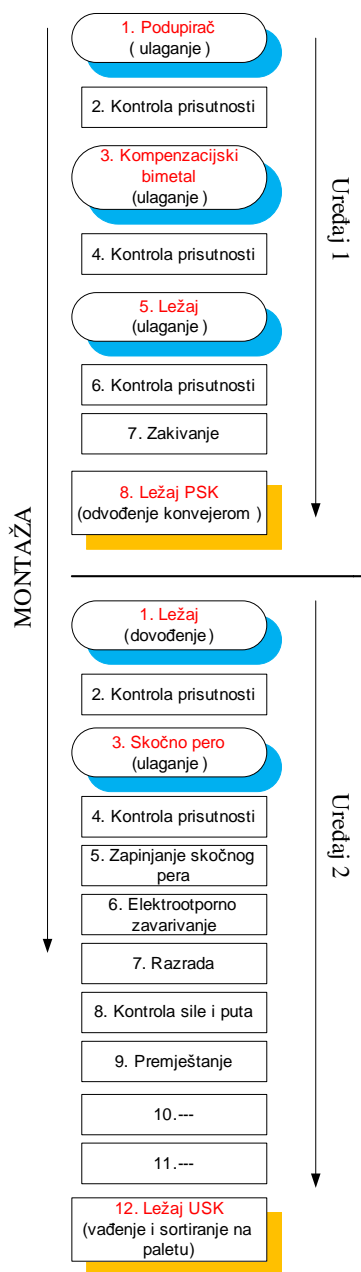 1. Podupirač
( ulaganje )
2. Kontrola prisutnosti
3. Kompenzacijski
bimetal
(ulaganje )
4. Kontrola prisutnosti
5. Ležaj
(ulaganje )
6. Kontrola prisutnosti
7. Zakivanje
8. Ležaj PSK
(odvođenje konvejerom )
Uređaj 1
MONTAŽA
1. Ležaj
(dovođenje)
2. Kontrola prisutnosti
3. Skočno pero
(ulaganje )
4. Kontrola prisutnosti
5. Zapinjanje skočnog
pera
6. Elektrootporno
zavarivanje
7. Razrada
8. Kontrola sile i puta
9. Premještanje
10.---
11.---
12. Ležaj USK
(vađenje i sortiranje na
paletu)
Uređaj 2